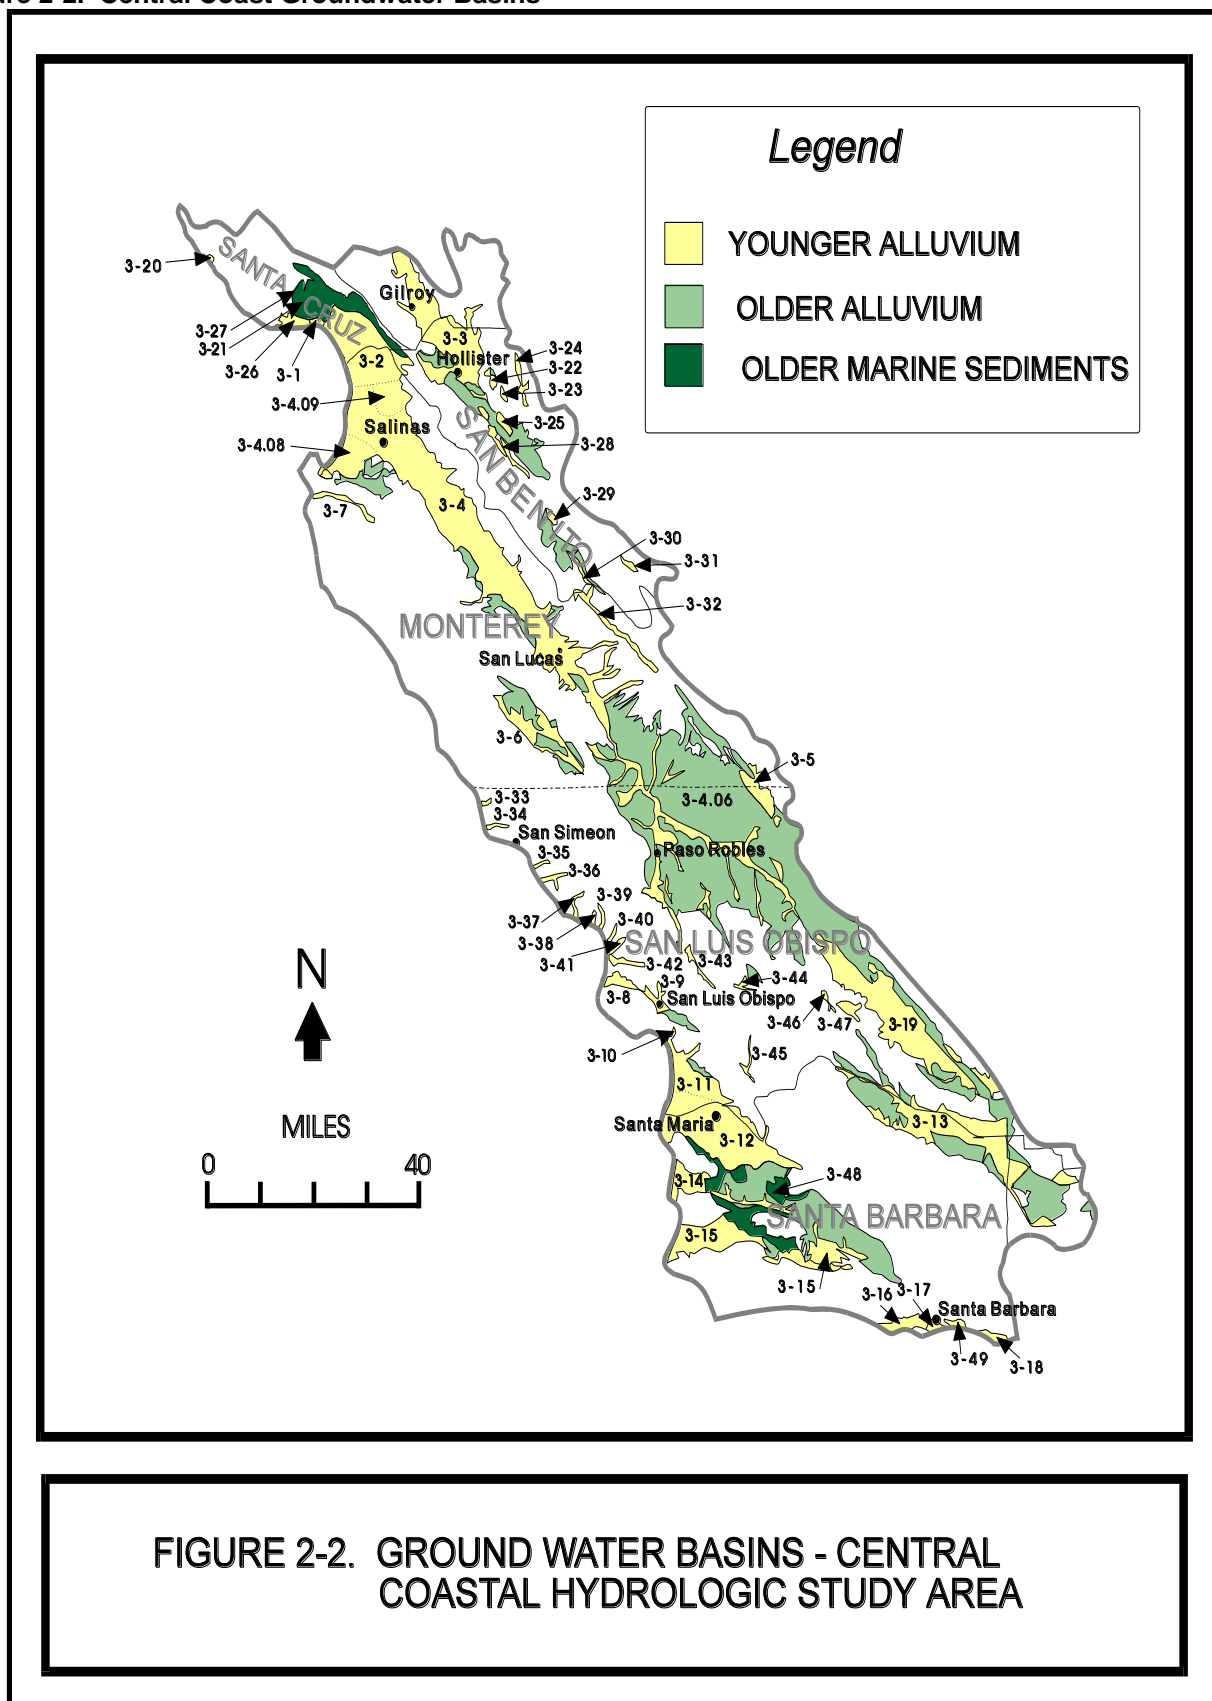 Legend
YOUNGER ALLUVIUM
OLDER ALLUVIUM
OLDER MARINE SEDIMENTS
SANTA CRUZ
3-20
Gilroy
3-27
3-21
3-26
3-1
3-3
3-2
Hollister
3-24
3-22
3-23
3-4.09
3-25
Salinas
3-4.08
3-28
SAN BENITO
3-29
3-4
3-7
3-30
3-31
3-32
MONTEREY
San Lucas
3-6
3-5
3-33
3-4.06
3-34
San Simeon
3-35
Paso Robles
3-36
3-39
3-37
3-40
3-38
SAN LUIS OBISPO
3-41
3-42
3-43
3-44
3-9
3-8
San Luis Obispo
3-46
3-47
3-19
3-10
3-45
N
3-11
MILES
Santa Maria
3-12
3-13
0
40
3-14
3-48
SANTA BARBARA
3-15
3-15
3-16
3-17
Santa Barbara
3-49
3-18
FIGURE 2-2. GROUND WATER BASINS - CENTRAL
COASTAL HYDROLOGIC STUDY AREA